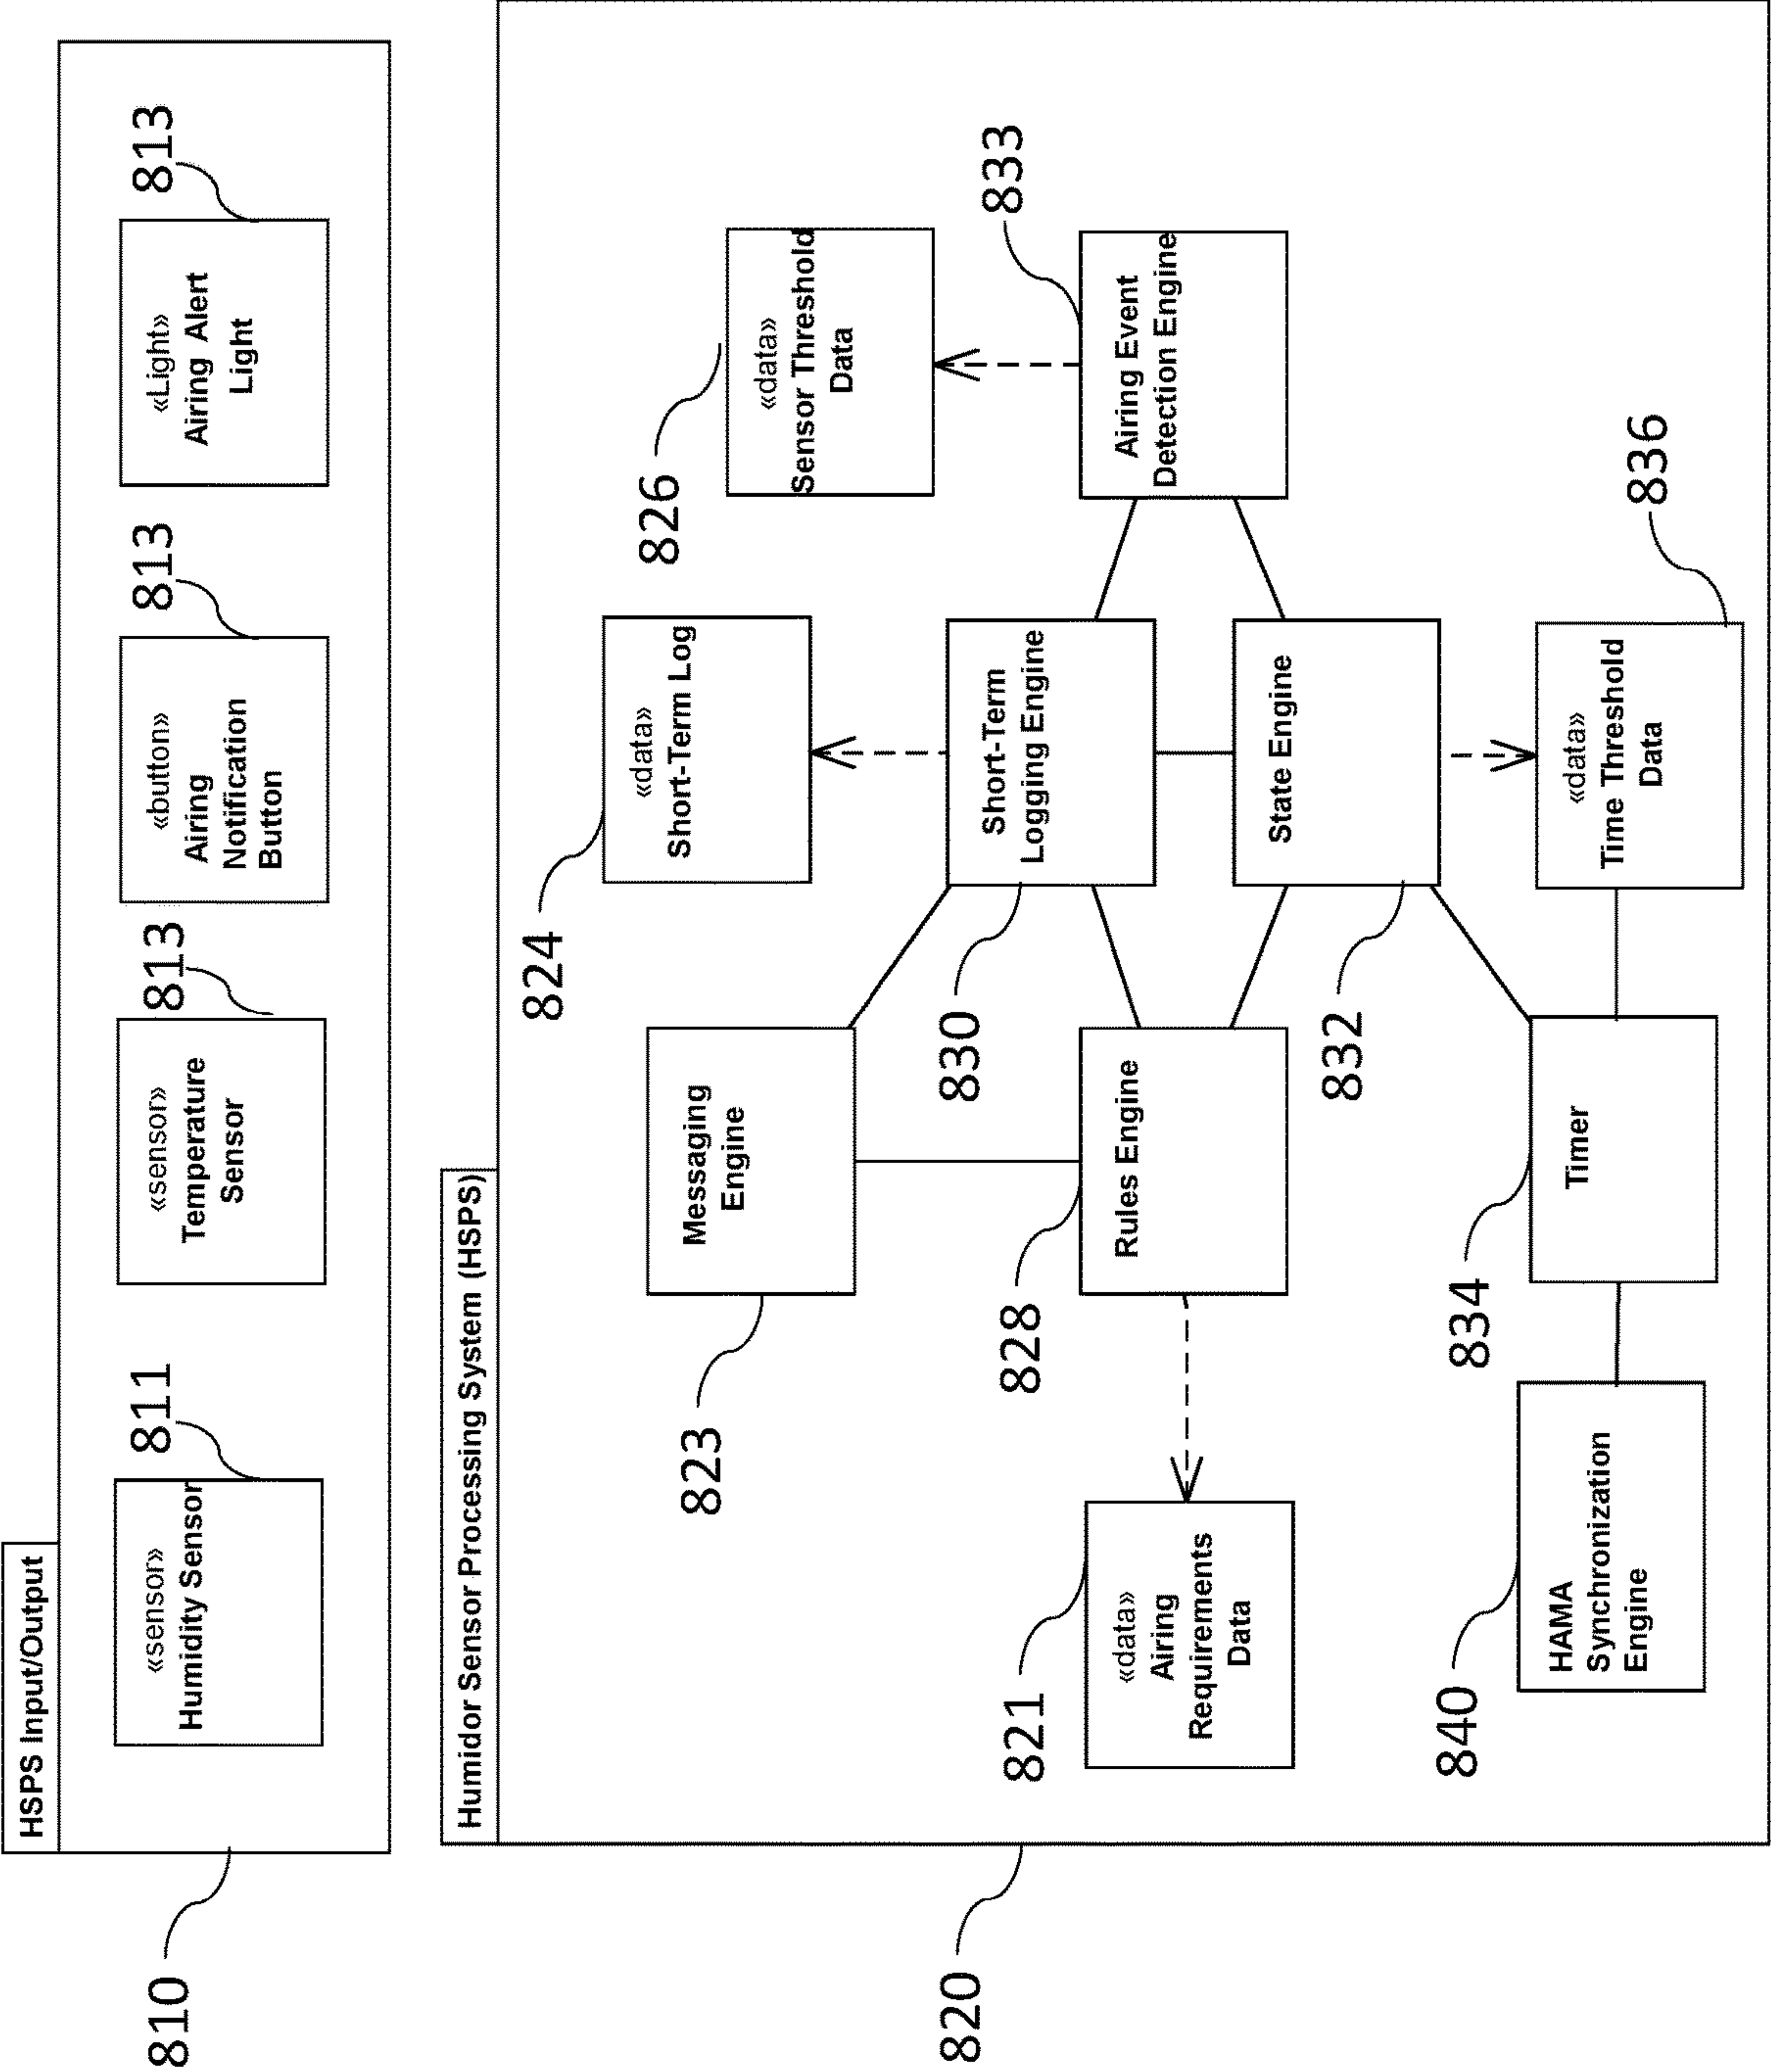 HSPS Input/Output
810
811
813
813
813
«sensor»
Humidity Sensor
«sensor»
Temperature
Sensor
«button»
Airing
Notification
Button
«Light»
Airing Alert
Light
Humidor Sensor Processing System (HSPS)
820
824
«data»
Short-Term Log
826
«data»
Sensor Threshold
Data
823
Messaging
Engine
830
Short-Term
Logging Engine
833
Airing Event
Detection Engine
821
«data»
Airing
Requirements
Data
828
Rules Engine
832
State Engine
840
HAMA
Synchronization
Engine
834
Timer
836
«data»
Time Threshold
Data